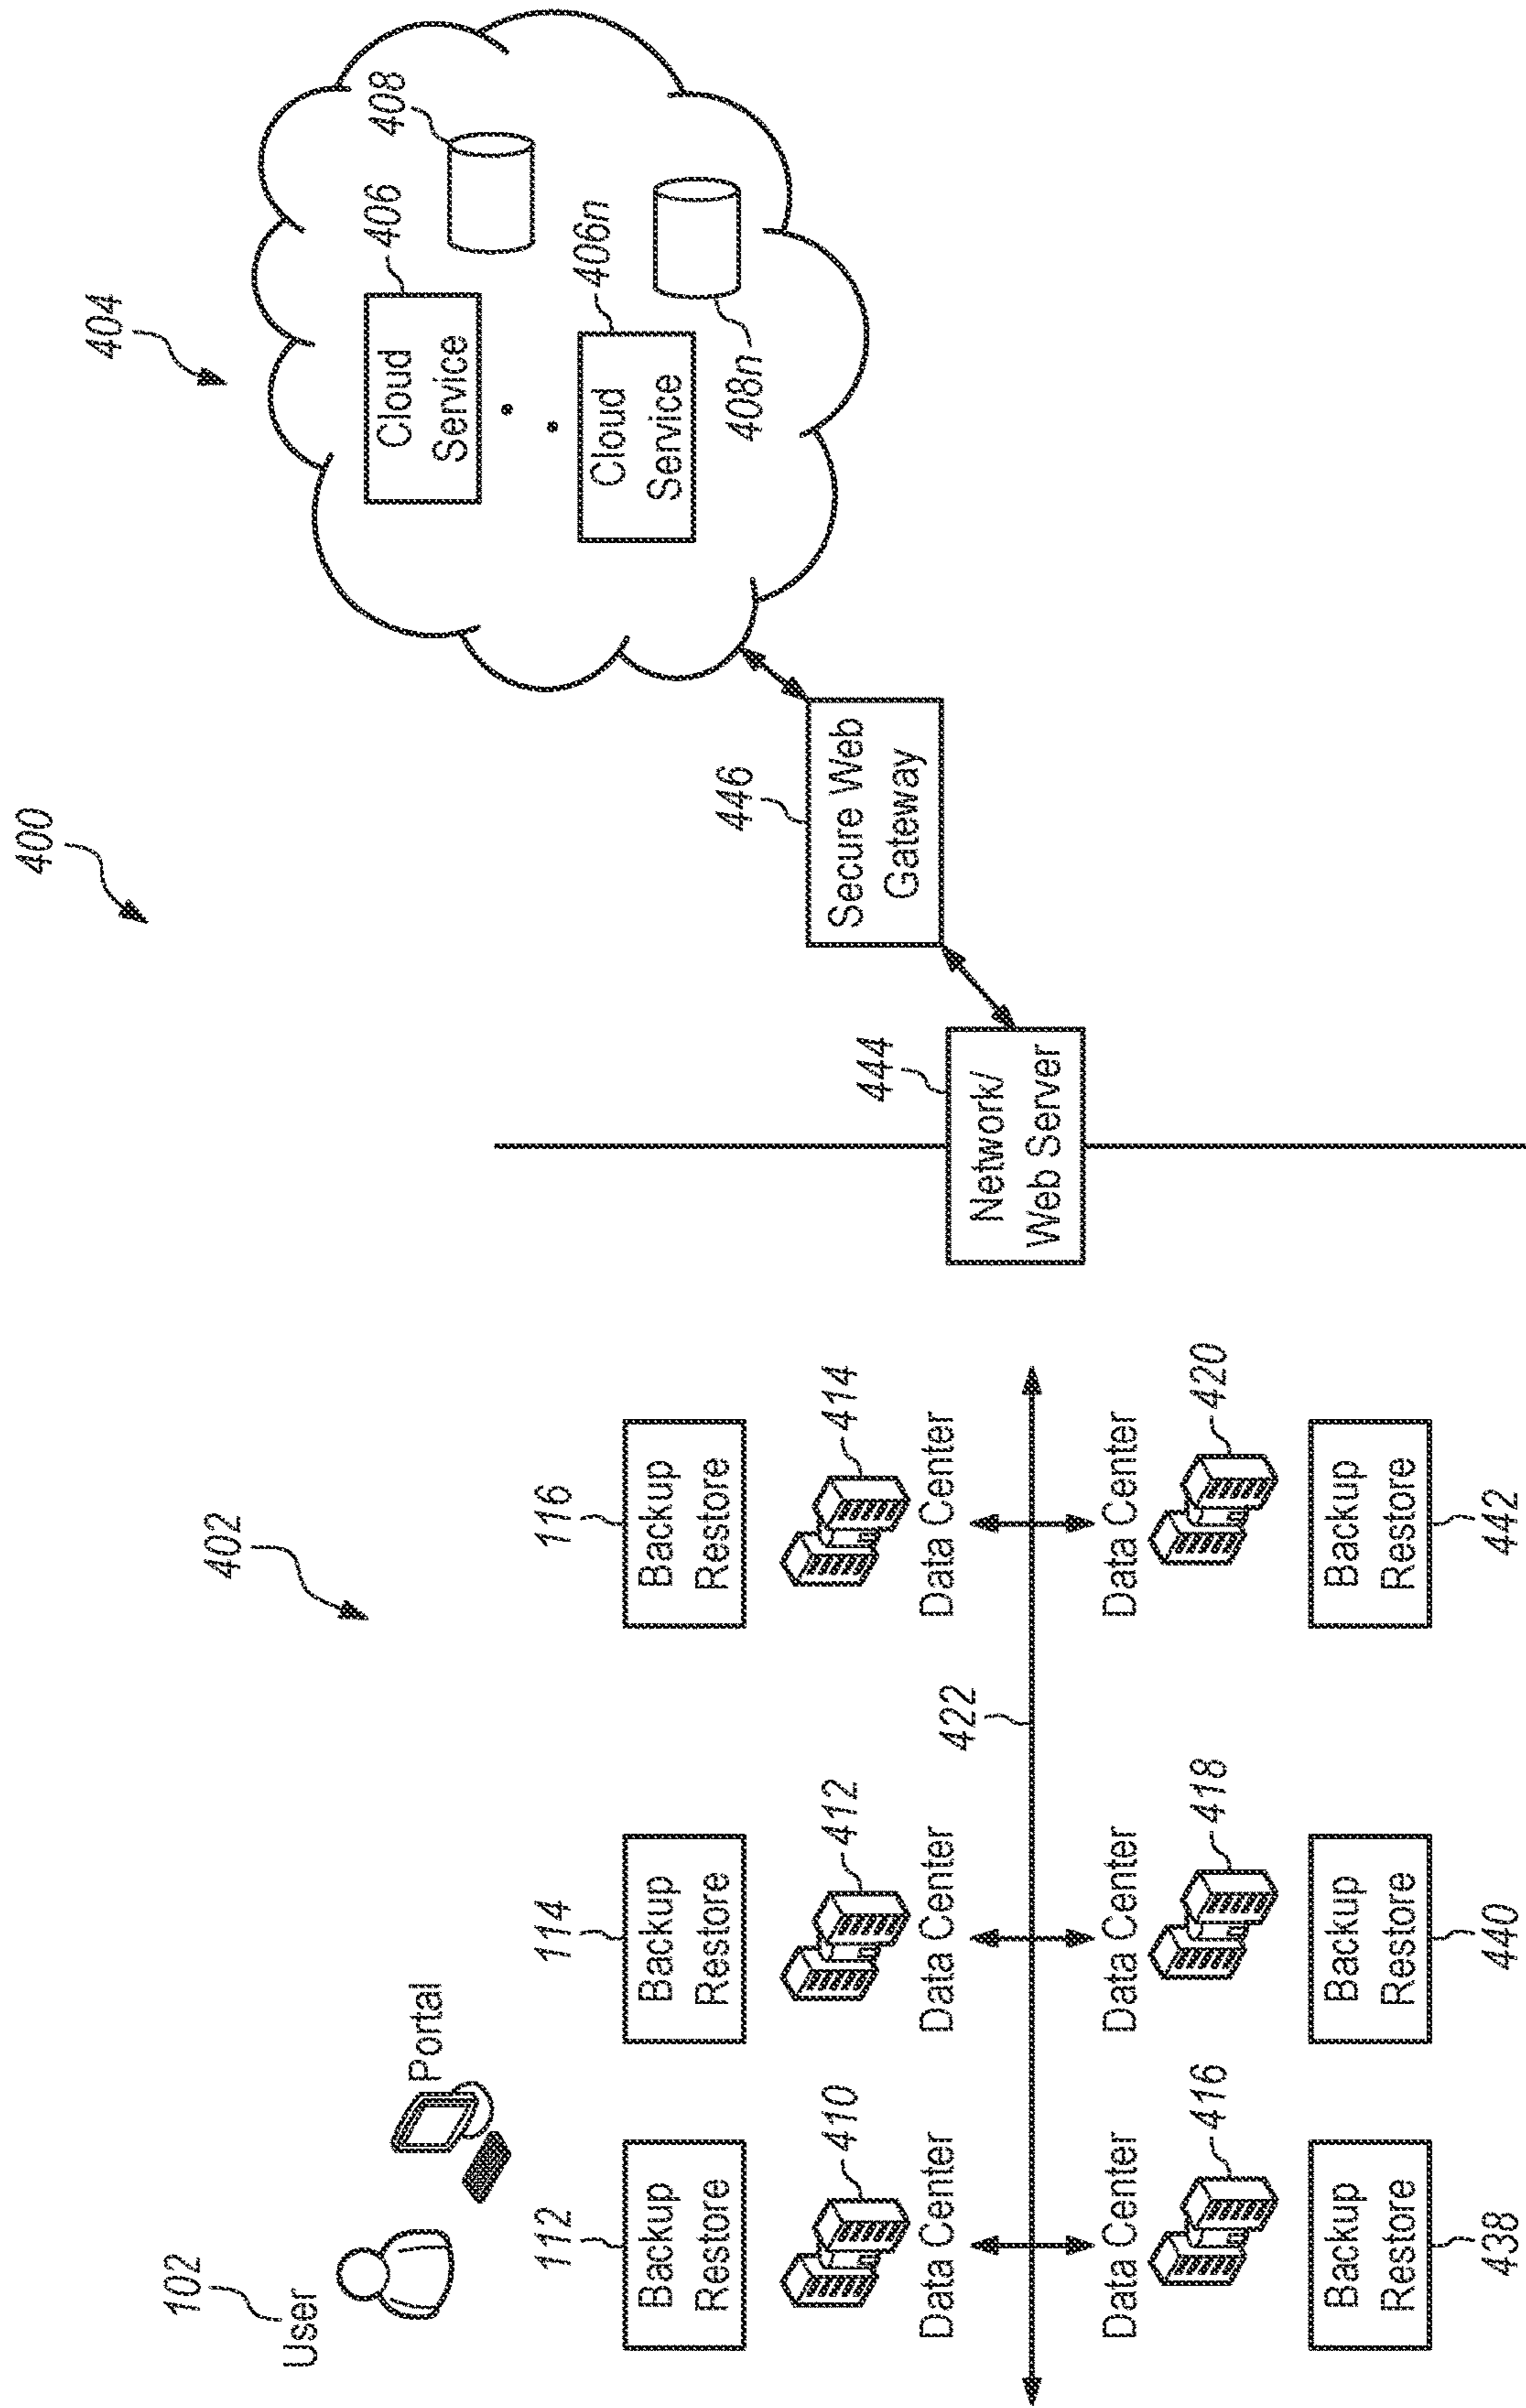 400
402
404
102
User
Portal
112
Backup
Restore
114
Backup
Restore
116
Backup
Restore
410
Data Center
412
Data Center
414
Data Center
422
Data Center
416
Data Center
418
Data Center
420
Backup
Restore
438
Backup
Restore
440
Backup
Restore
442
444
Network/
Web Server
446
Secure Web
Gateway
406
Cloud
Service
408
406n
Cloud
Service
408n